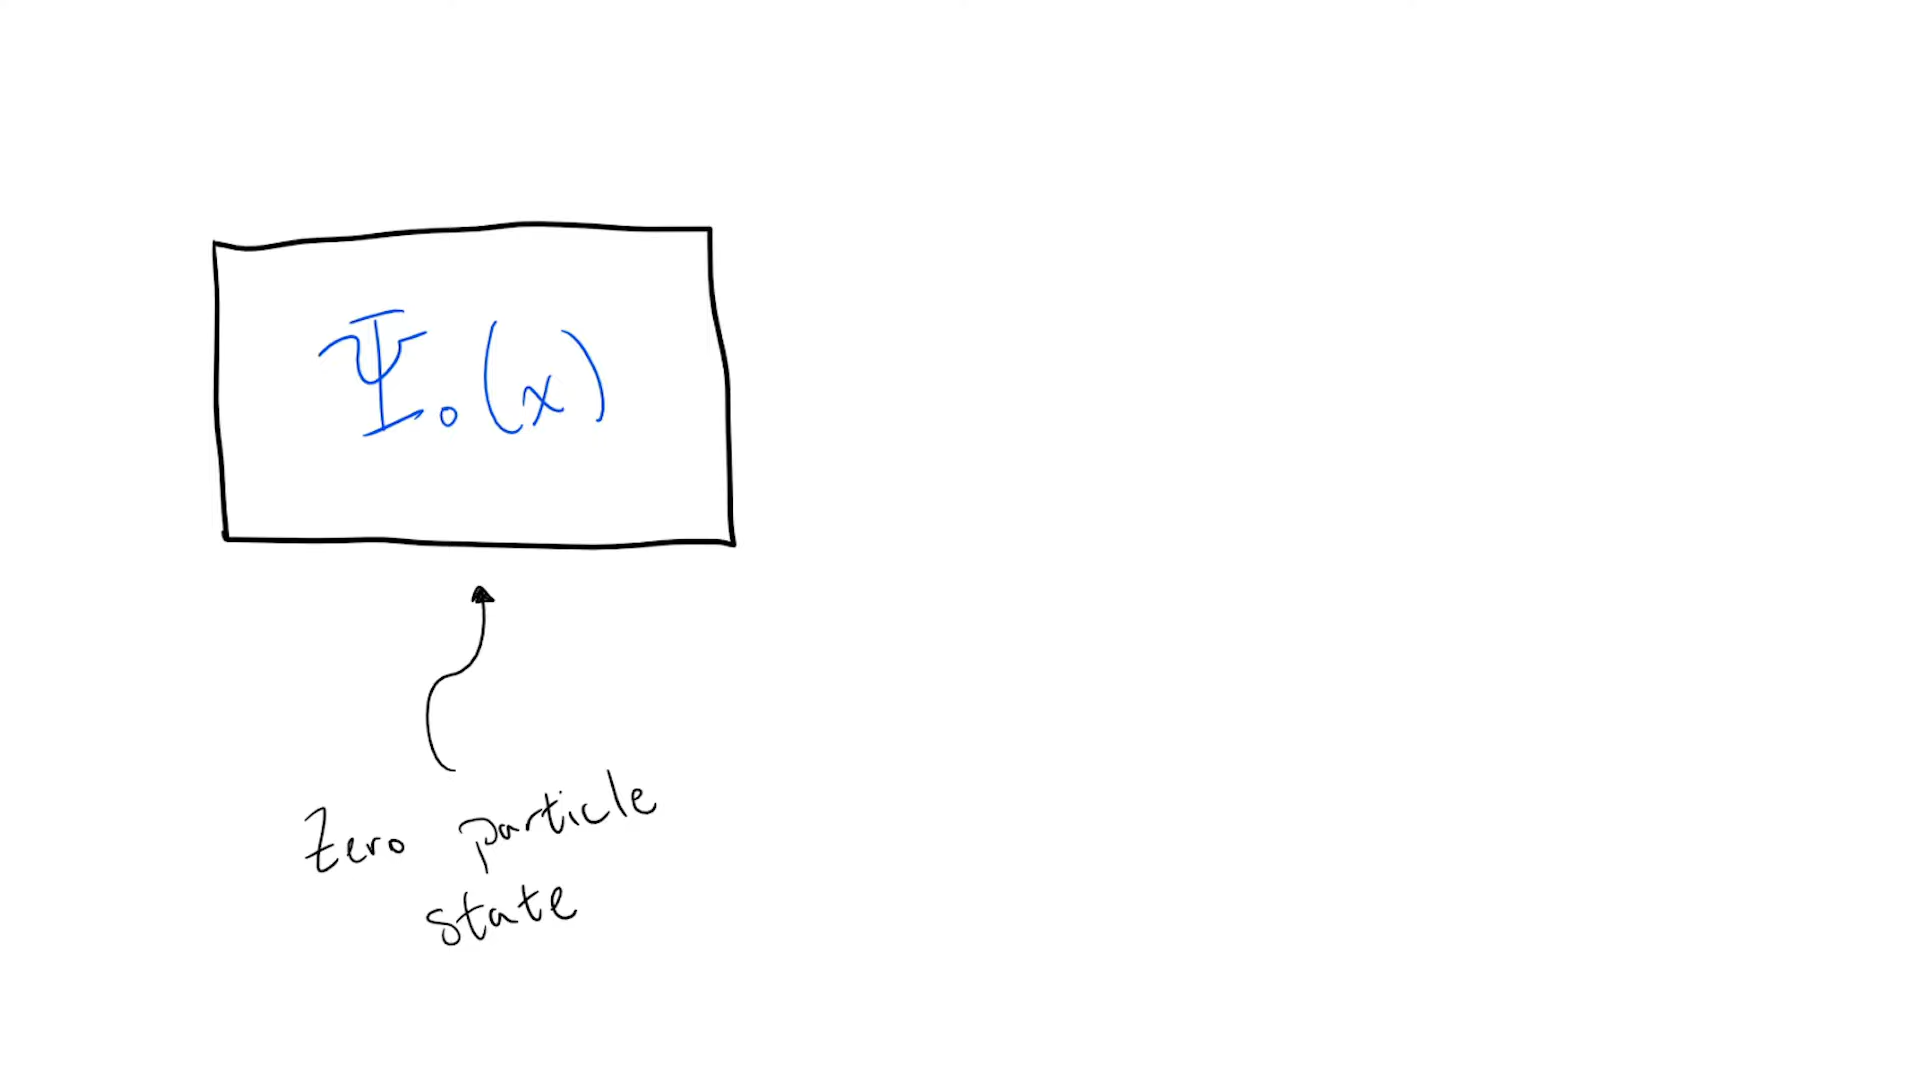 Ψ₀(x)
Zero particle
state